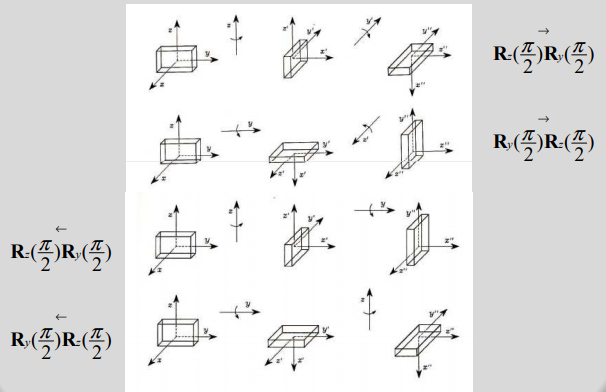 z y x z z' y' x' y' y'' z'' x'' →
R_z(π/2)R_y(π/2)
z y x y y' z' x' z' y'' x'' z'' →
R_y(π/2)R_z(π/2)
← z y x z z' y' x' y y'' x'' z''
R_z(π/2)R_y(π/2)
← z y x y y' z' x' z y'' z'' x''
R_y(π/2)R_z(π/2)